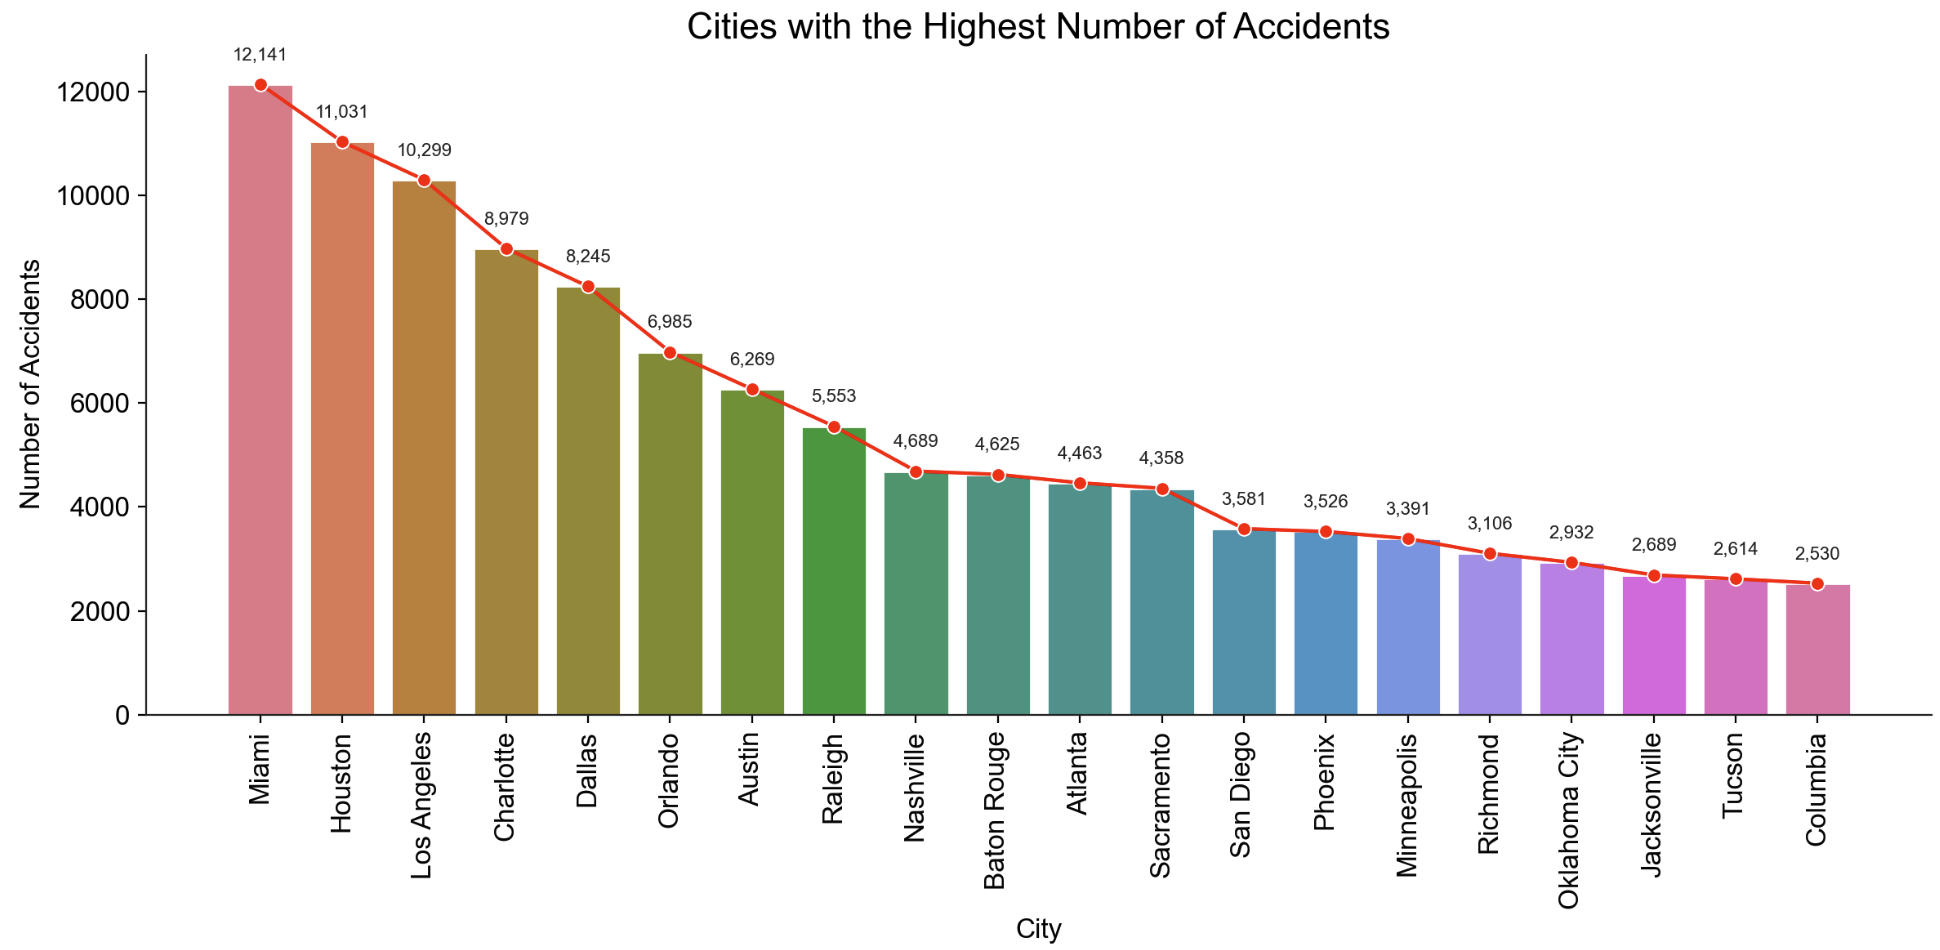 Cities with the Highest Number of Accidents
Number of Accidents
12000
10000
8000
6000
4000
2000
0
12,141
11,031
10,299
8,979
8,245
6,985
6,269
5,553
4,689
4,625
4,463
4,358
3,581
3,526
3,391
3,106
2,932
2,689
2,614
2,530
Miami
Houston
Los Angeles
Charlotte
Dallas
Orlando
Austin
Raleigh
Nashville
Baton Rouge
Atlanta
Sacramento
San Diego
Phoenix
Minneapolis
Richmond
Oklahoma City
Jacksonville
Tucson
Columbia
City